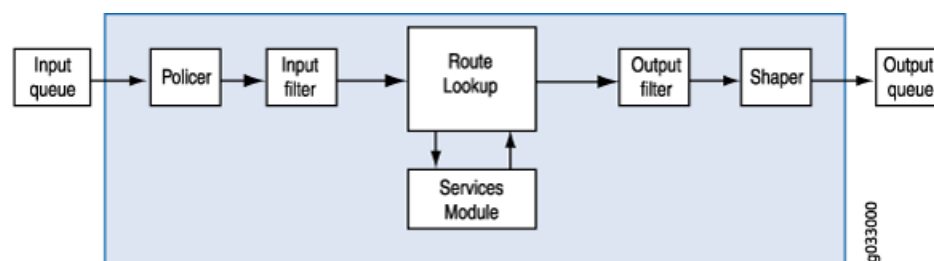 Input
queue
Policer
Input
filter
Route
Lookup
Output
filter
Shaper
Output
queue
Services
Module
g033000